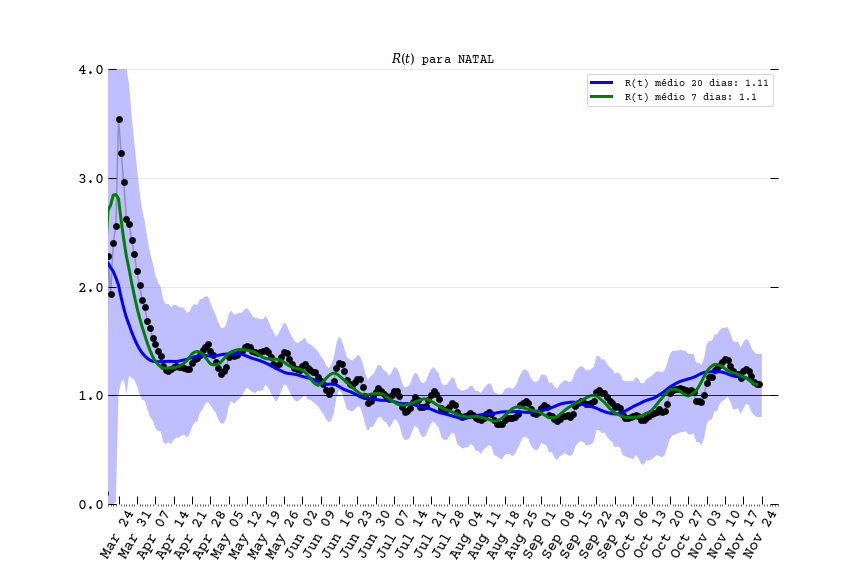 R(t) para NATAL
R(t) médio 20 dias: 1.11
R(t) médio 7 dias: 1.1
4.0
3.0
2.0
1.0
0.0
Mar 24
Mar 31
Apr 07
Apr 14
Apr 21
Apr 28
May 05
May 12
May 19
May 26
Jun 02
Jun 09
Jun 16
Jun 23
Jun 30
Jul 07
Jul 14
Jul 21
Jul 28
Aug 04
Aug 11
Aug 18
Aug 25
Sep 01
Sep 08
Sep 15
Sep 22
Sep 29
Oct 06
Oct 13
Oct 20
Oct 27
Nov 03
Nov 10
Nov 17
Nov 24